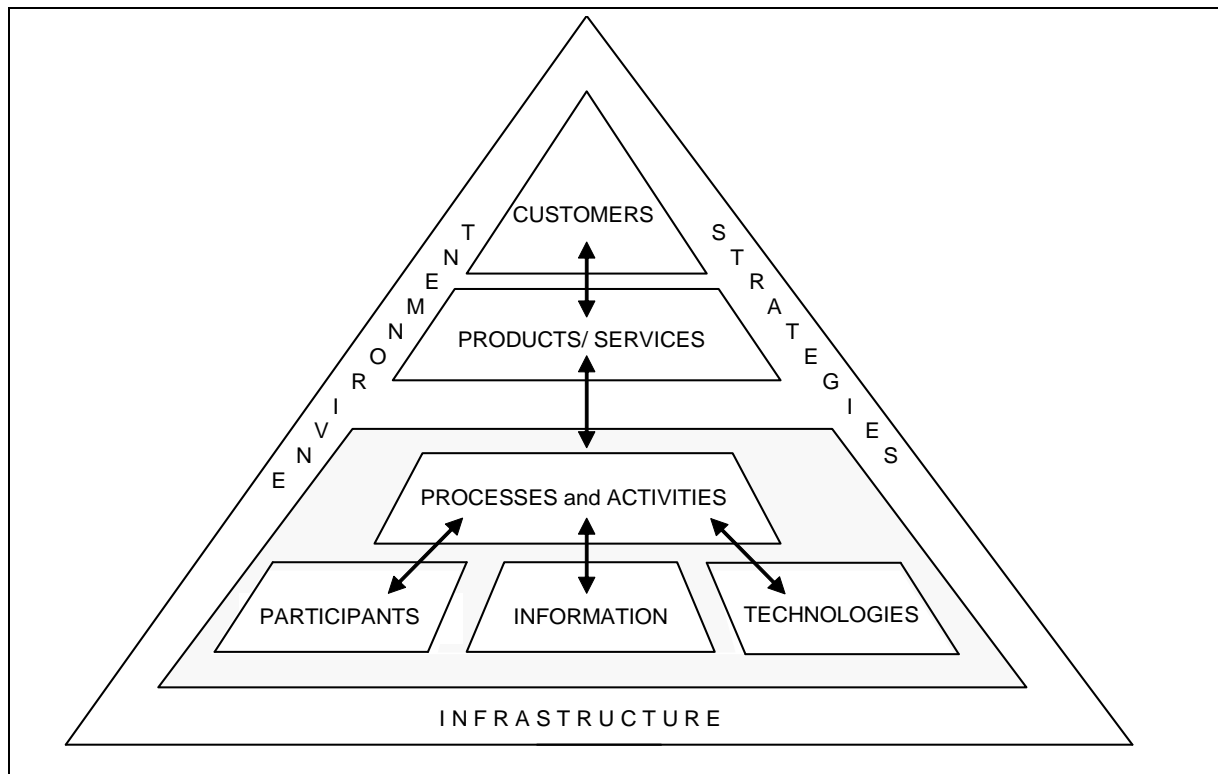 CUSTOMERS
ENVIRONMENT
STRATEGIES
PRODUCTS/ SERVICES
PROCESSES and ACTIVITIES
PARTICIPANTS
INFORMATION
TECHNOLOGIES
INFRASTRUCTURE